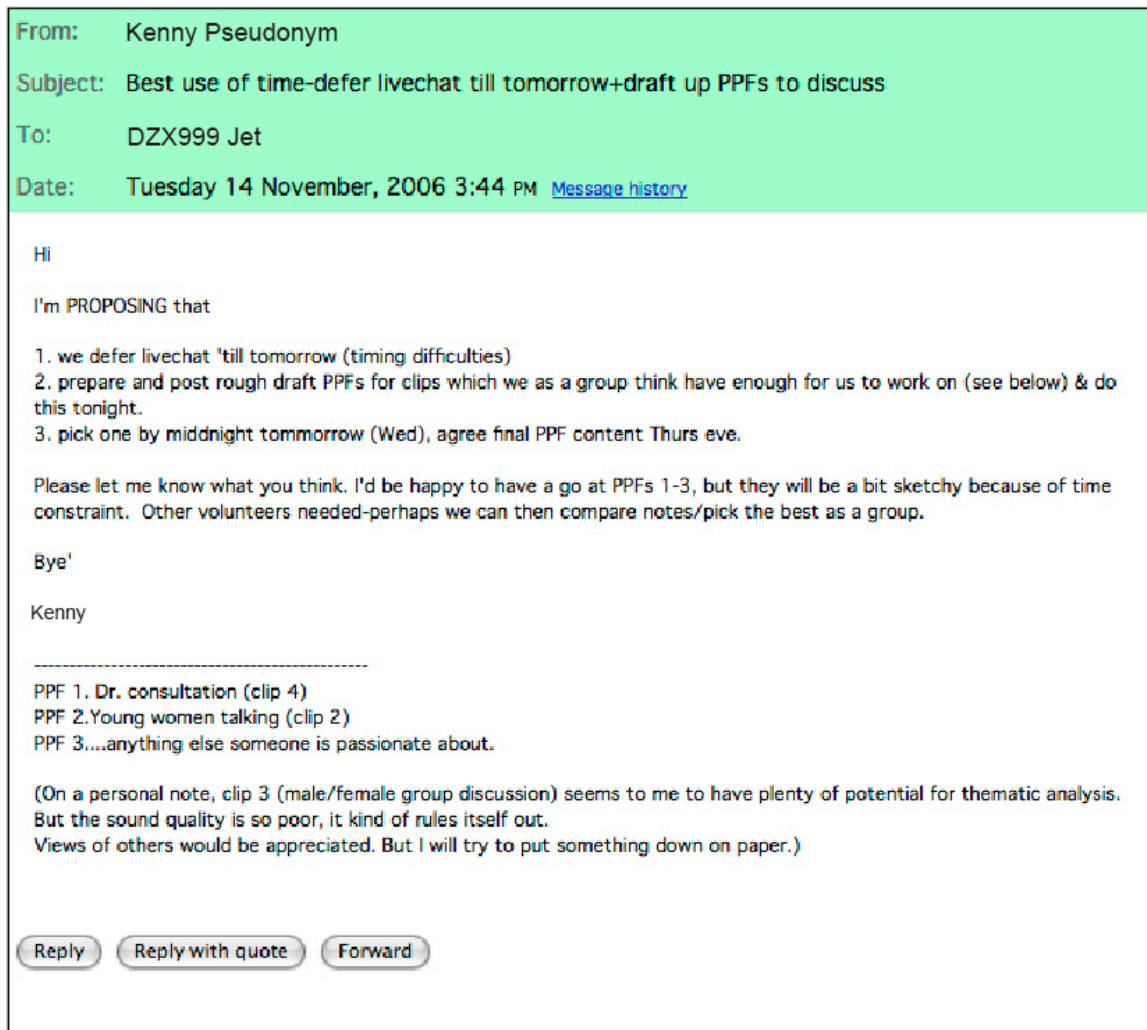 From: Kenny Pseudonym
Subject: Best use of time-defer livechat till tomorrow+draft up PPFs to discuss
To: DZX999 Jet
Date: Tuesday 14 November, 2006 3:44 PM Message history
Hi
I'm PROPOSING that
1. we defer livechat 'till tomorrow (timing difficulties)
2. prepare and post rough draft PPFs for clips which we as a group think have enough for us to work on (see below) & do
this tonight.
3. pick one by middnight tommorrow (Wed), agree final PPF content Thurs eve.
Please let me know what you think. I'd be happy to have a go at PPFs 1-3, but they will be a bit sketchy because of time
constraint. Other volunteers needed-perhaps we can then compare notes/pick the best as a group.
Bye'
Kenny
------------------------------------------------
PPF 1. Dr. consultation (clip 4)
PPF 2.Young women talking (clip 2)
PPF 3....anything else someone is passionate about.
(On a personal note, clip 3 (male/female group discussion) seems to me to have plenty of potential for thematic analysis.
But the sound quality is so poor, it kind of rules itself out.
Views of others would be appreciated. But I will try to put something down on paper.)
Reply Reply with quote Forward